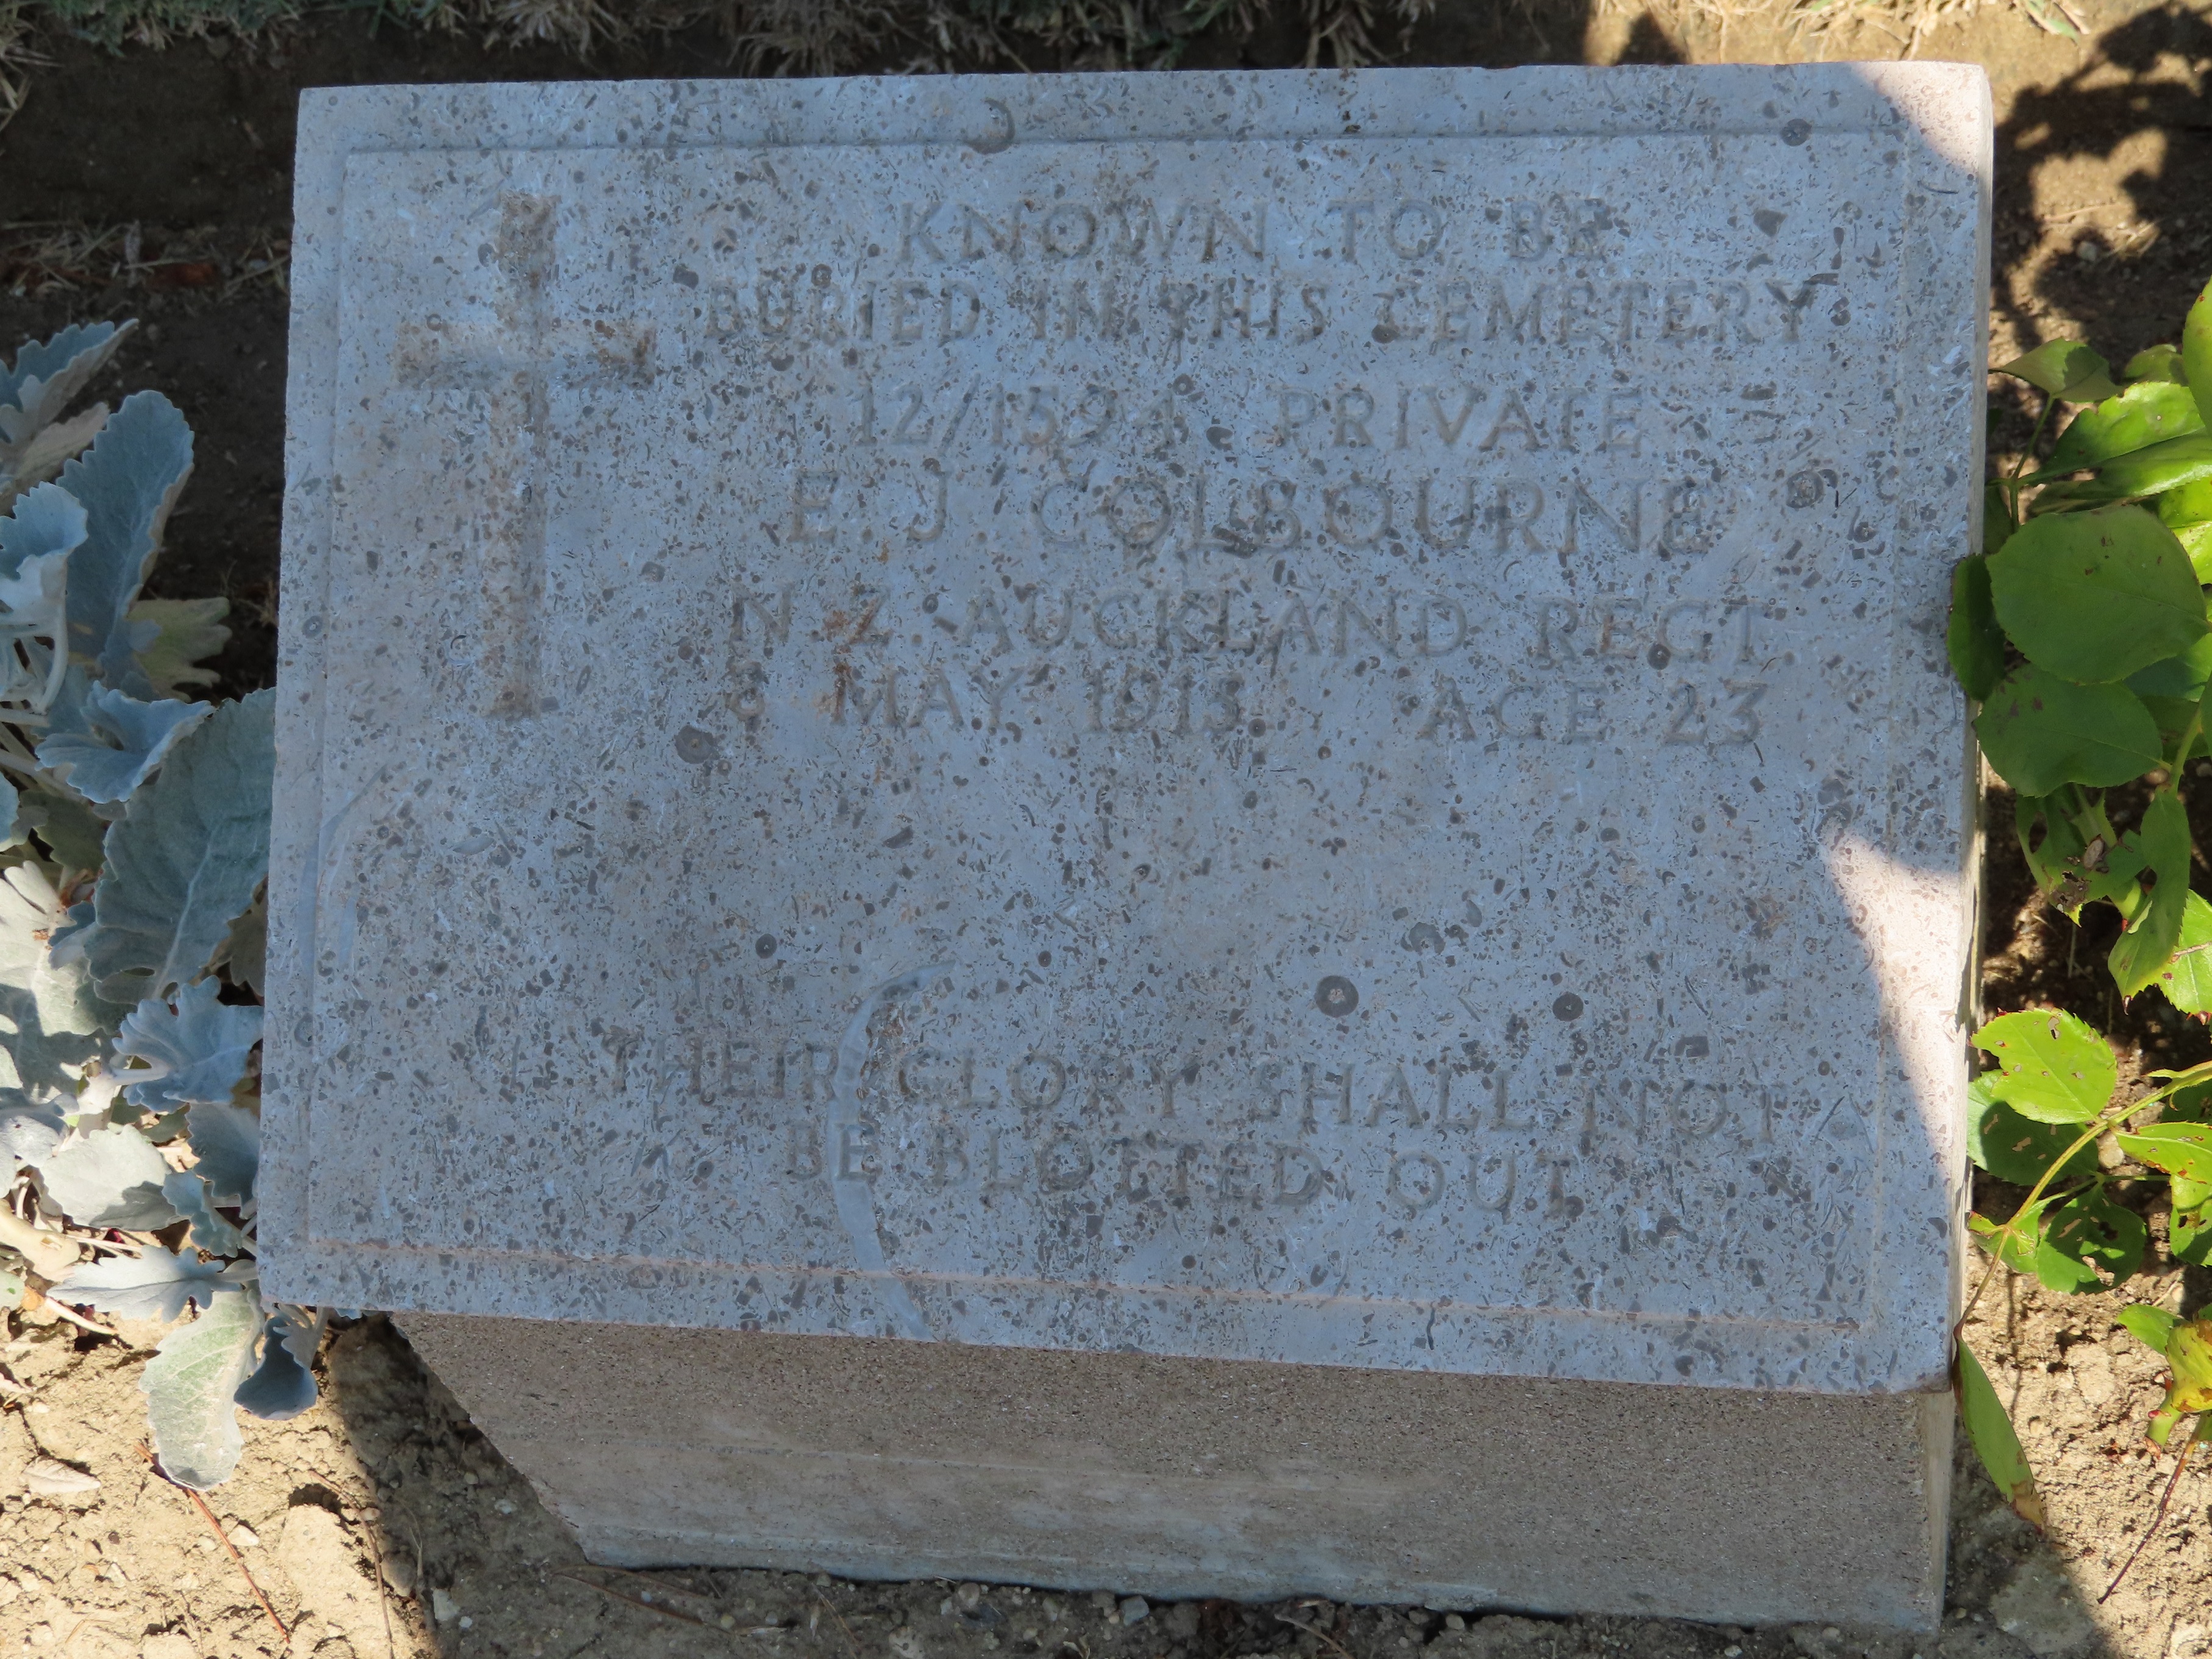 KNOWN TO BE
BURIED IN THIS CEMETERY
12/1594 PRIVATE
E. J. COLBOURNE
N.Z. AUCKLAND REGT.
8 MAY 1915 AGE 23
THEIR GLORY SHALL NOT
BE BLOTTED OUT